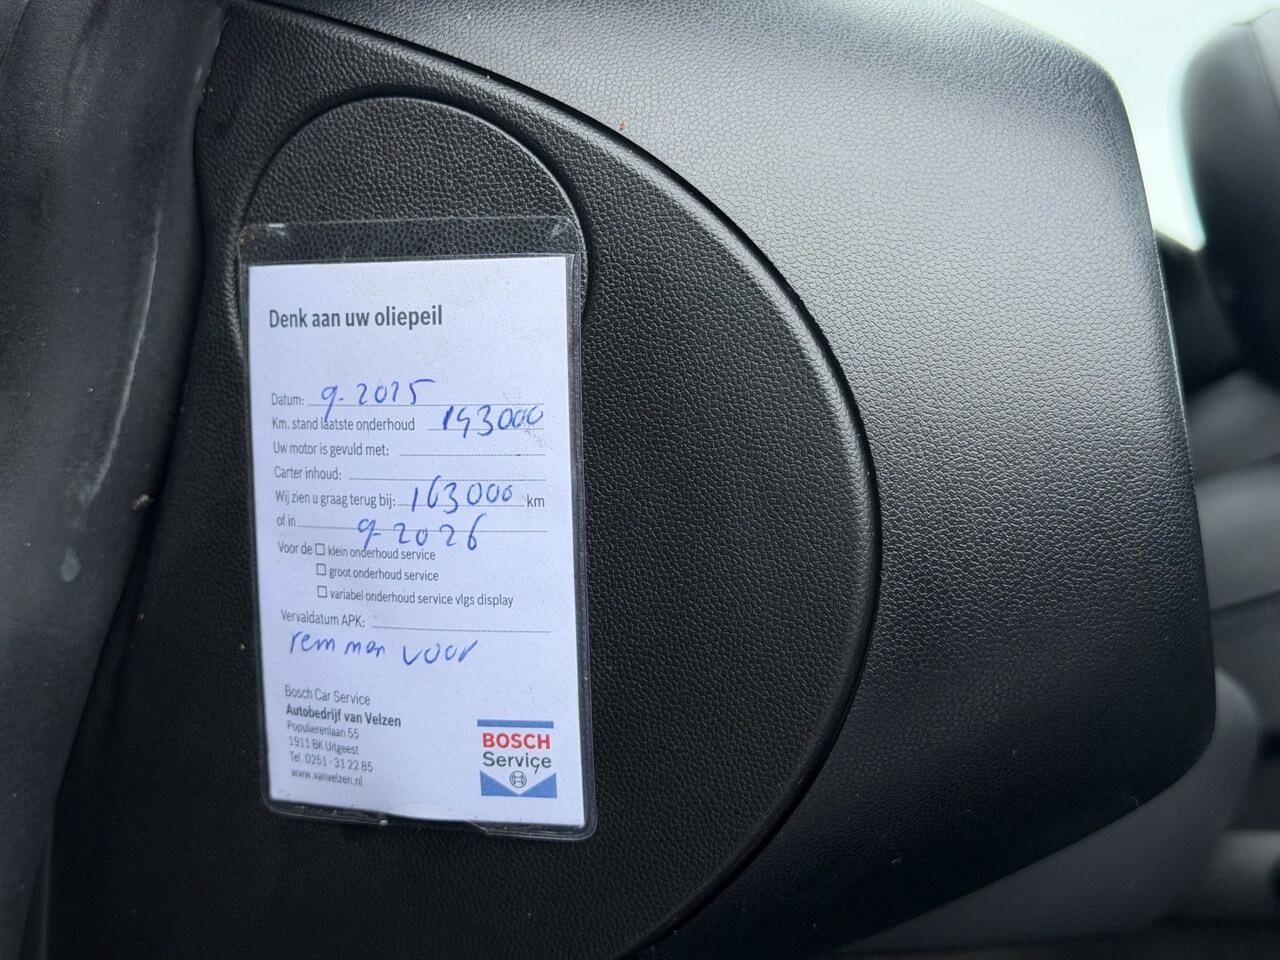 Denk aan uw oliepeil
Datum: 9-2025
Km. stand laatste onderhoud 143000
Uw motor is gevuld met:
Carter inhoud:
Wij zien u graag terug bij: 163000 km
of in 9-2026
Voor de ☐ klein onderhoud service
☐ groot onderhoud service
☐ variabel onderhoud service vlgs display
Vervaldatum APK:
remmen voor
Bosch Car Service
Autobedrijf van Velzen
Populierenlaan 55
1911 BK Uitgeest
Tel. 0251 - 31 22 85
www.vanvelzen.nl
BOSCH
Service